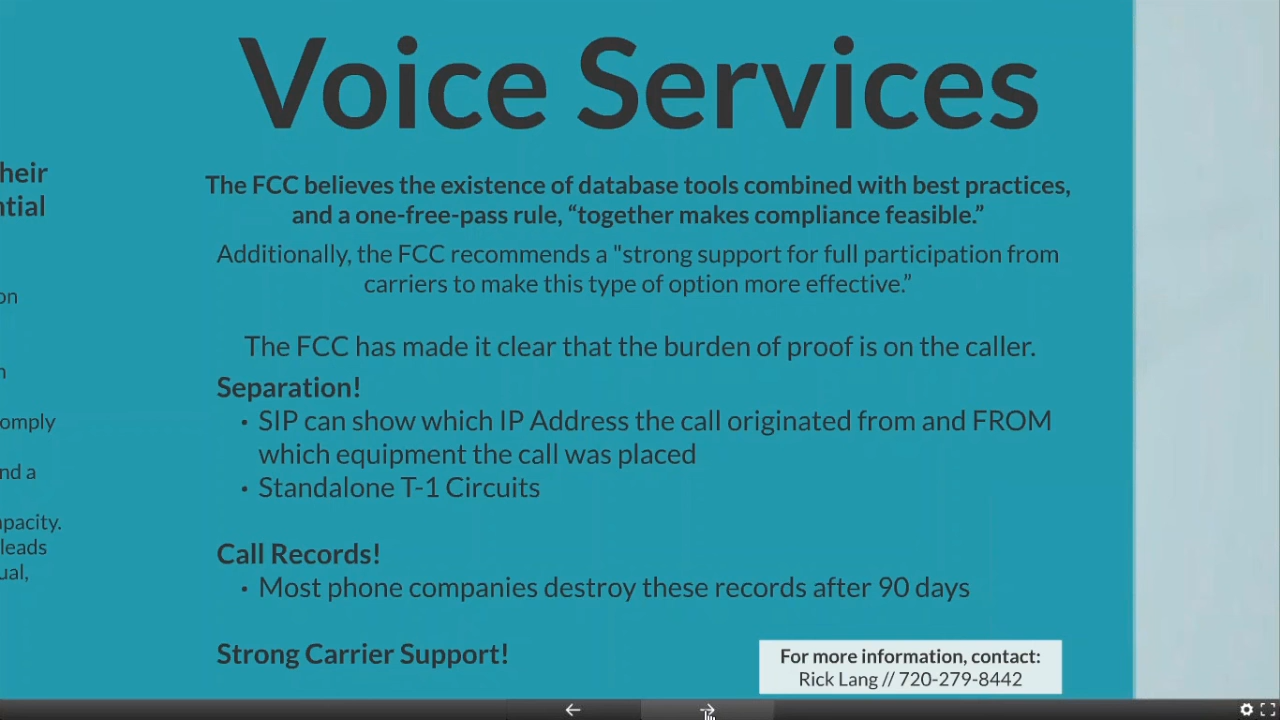 Voice Services
The FCC believes the existence of database tools combined with best practices,
and a one-free-pass rule, “together makes compliance feasible.”
Additionally, the FCC recommends a "strong support for full participation from
carriers to make this type of option more effective.”
The FCC has made it clear that the burden of proof is on the caller.
Separation!
• SIP can show which IP Address the call originated from and FROM
which equipment the call was placed
• Standalone T-1 Circuits
Call Records!
• Most phone companies destroy these records after 90 days
Strong Carrier Support!
For more information, contact:
Rick Lang // 720-279-8442
heir
ntial
on
n
omply
nd a
apacity.
leads
ual,